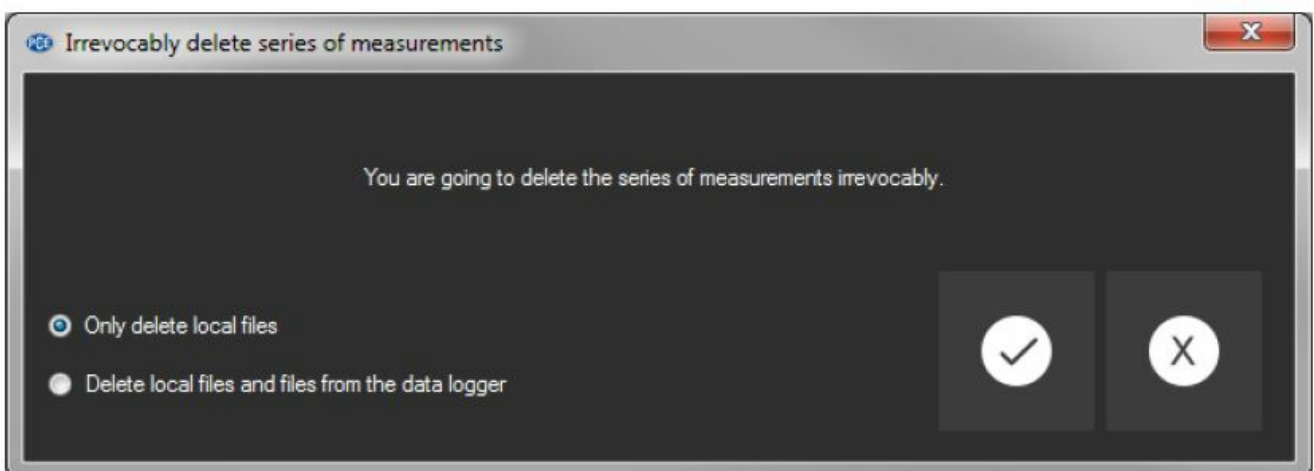 PCE Irrevocably delete series of measurements
You are going to delete the series of measurements irrevocably.
Only delete local files
Delete local files and files from the data logger